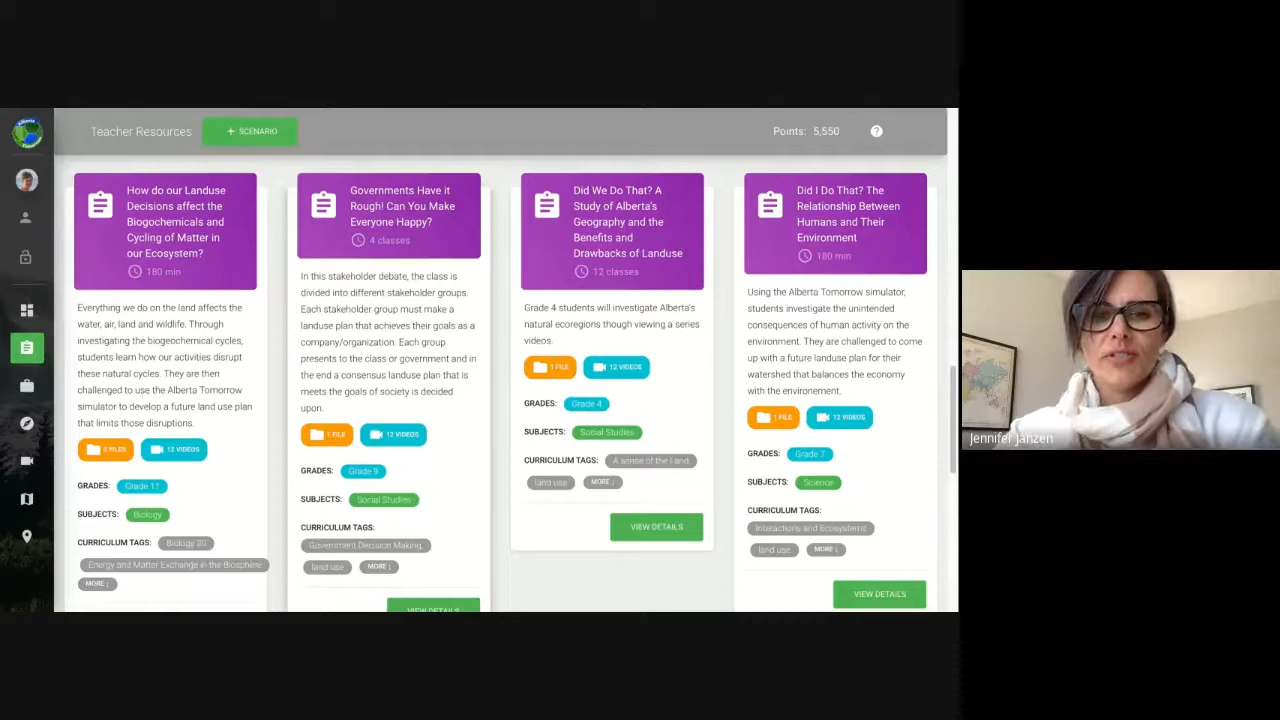 Teacher Resources
+ SCENARIO
Points: 5,550
?
How do our Landuse
Decisions affect the
Biogochemicals and
Cycling of Matter in
our Ecosystem?
180 min
Everything we do on the land affects the
water, air, land and wildlife. Through
investigating the biogeochemical cycles,
students learn how our activities disrupt
these natural cycles. They are then
challenged to use the Alberta Tomorrow
simulator to develop a future land use plan
that limits those disruptions.
12 VIDEOS
GRADES: Grade 11
SUBJECTS: Biology
CURRICULUM TAGS: Biology 20
Energy and Matter Exchange in the Biosphere
MORE ↓
Governments Have it
Rough! Can You Make
Everyone Happy?
4 classes
In this stakeholder debate, the class is
divided into different stakeholder groups.
Each stakeholder group must make a
landuse plan that achieves their goals as a
company/organization. Each group
presents to the class or government and in
the end a consensus landuse plan that is
meets the goals of society is decided
upon.
1 FILE 12 VIDEOS
GRADES: Grade 9
SUBJECTS: Social Studies
CURRICULUM TAGS:
Government Decision Making,
land use MORE ↓
VIEW DETAILS
Did We Do That? A
Study of Alberta's
Geography and the
Benefits and
Drawbacks of Landuse
12 classes
Grade 4 students will investigate Alberta's
natural ecoregions though viewing a series
videos.
1 FILE 12 VIDEOS
GRADES: Grade 4
SUBJECTS: Social Studies
CURRICULUM TAGS: A sense of the Land
land use MORE ↓
VIEW DETAILS
Did I Do That? The
Relationship Between
Humans and Their
Environment
180 min
Using the Alberta Tomorrow simulator,
students investigate the unintended
consequences of human activity on the
environment. They are challenged to come
up with a future landuse plan for their
watershed that balances the economy
with the environement.
1 FILE 12 VIDEOS
GRADES: Grade 7
SUBJECTS: Science
CURRICULUM TAGS:
Interactions and Ecosystems
land use MORE ↓
VIEW DETAILS
Jennifer Janzen